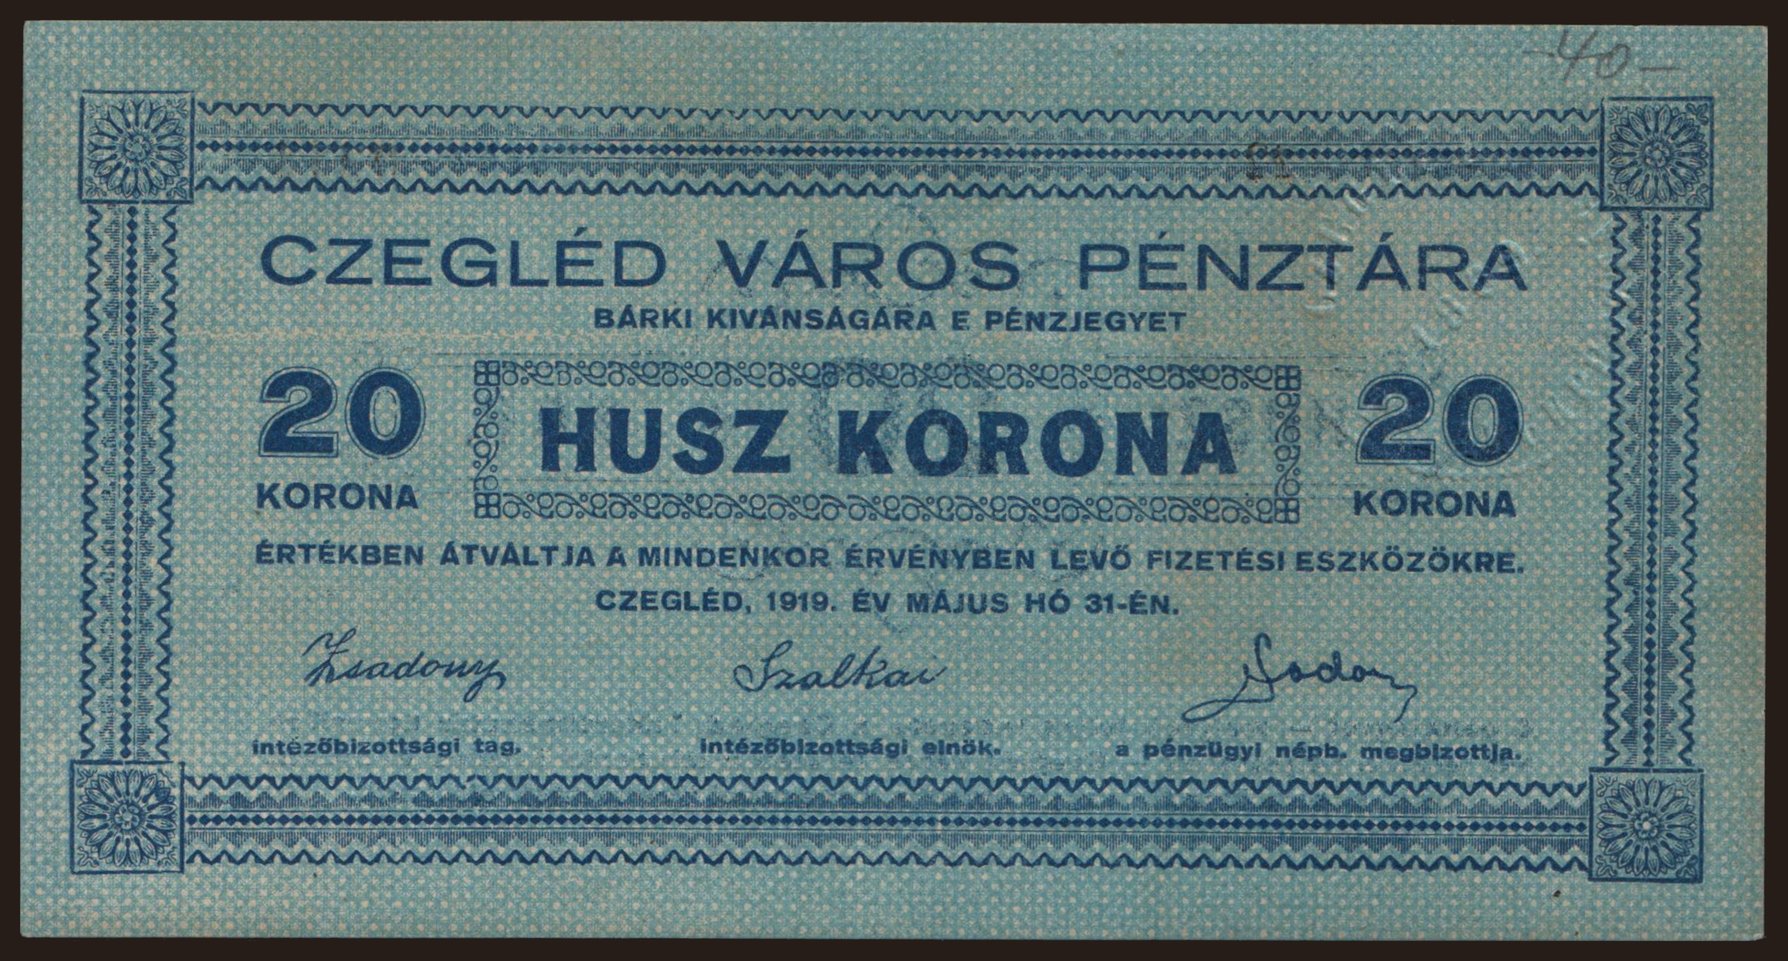 -40-
CZEGLÉD VÁROS PÉNZTÁRA
BÁRKI KIVÁNSÁGÁRA E PÉNZJEGYET
20 HUSZ KORONA 20
KORONA KORONA
ÉRTÉKBEN ÁTVÁLTJA A MINDENKOR ÉRVÉNYBEN LEVŐ FIZETÉSI ESZKÖZÖKRE.
CZEGLÉD, 1919. ÉV MÁJUS HÓ 31-ÉN.
Zsadony Szalkai
intézőbizottsági tag. intézőbizottsági elnök. a pénzügyi népb. megbizottja.